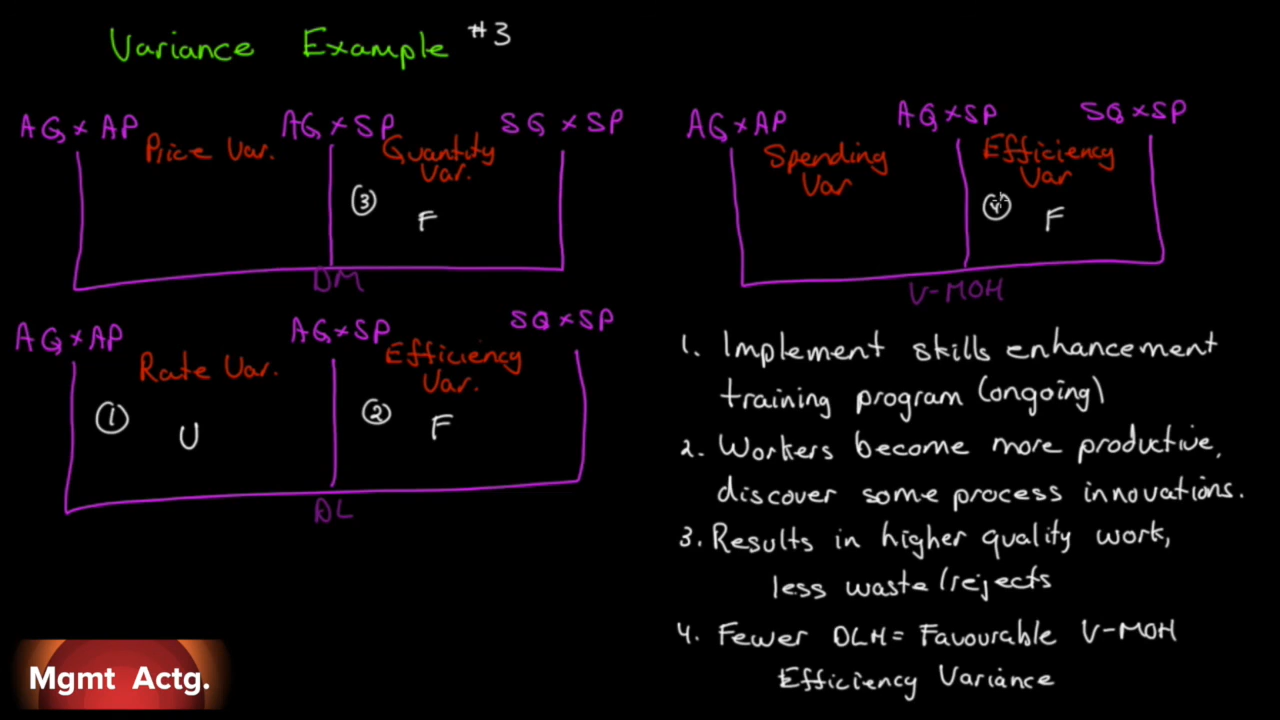 Variance Example #3
AQ x AP
Price Var.
AQ x SP
Quantity
Var.
SQ x SP
③
F
DM
AQ x AP
Rate Var.
AQ x SP
Efficiency
Var.
SQ x SP
①
U
②
F
DL
AQ x AP
Spending
Var
AQ x SP
Efficiency
Var
SQ x SP
④
F
V-MOH
1. Implement skills enhancement
training program (ongoing)
2. Workers become more productive,
discover some process innovations.
3. Results in higher quality work,
less waste/rejects
4. Fewer DLH = Favourable V-MOH
Efficiency Variance
Mgmt Actg.